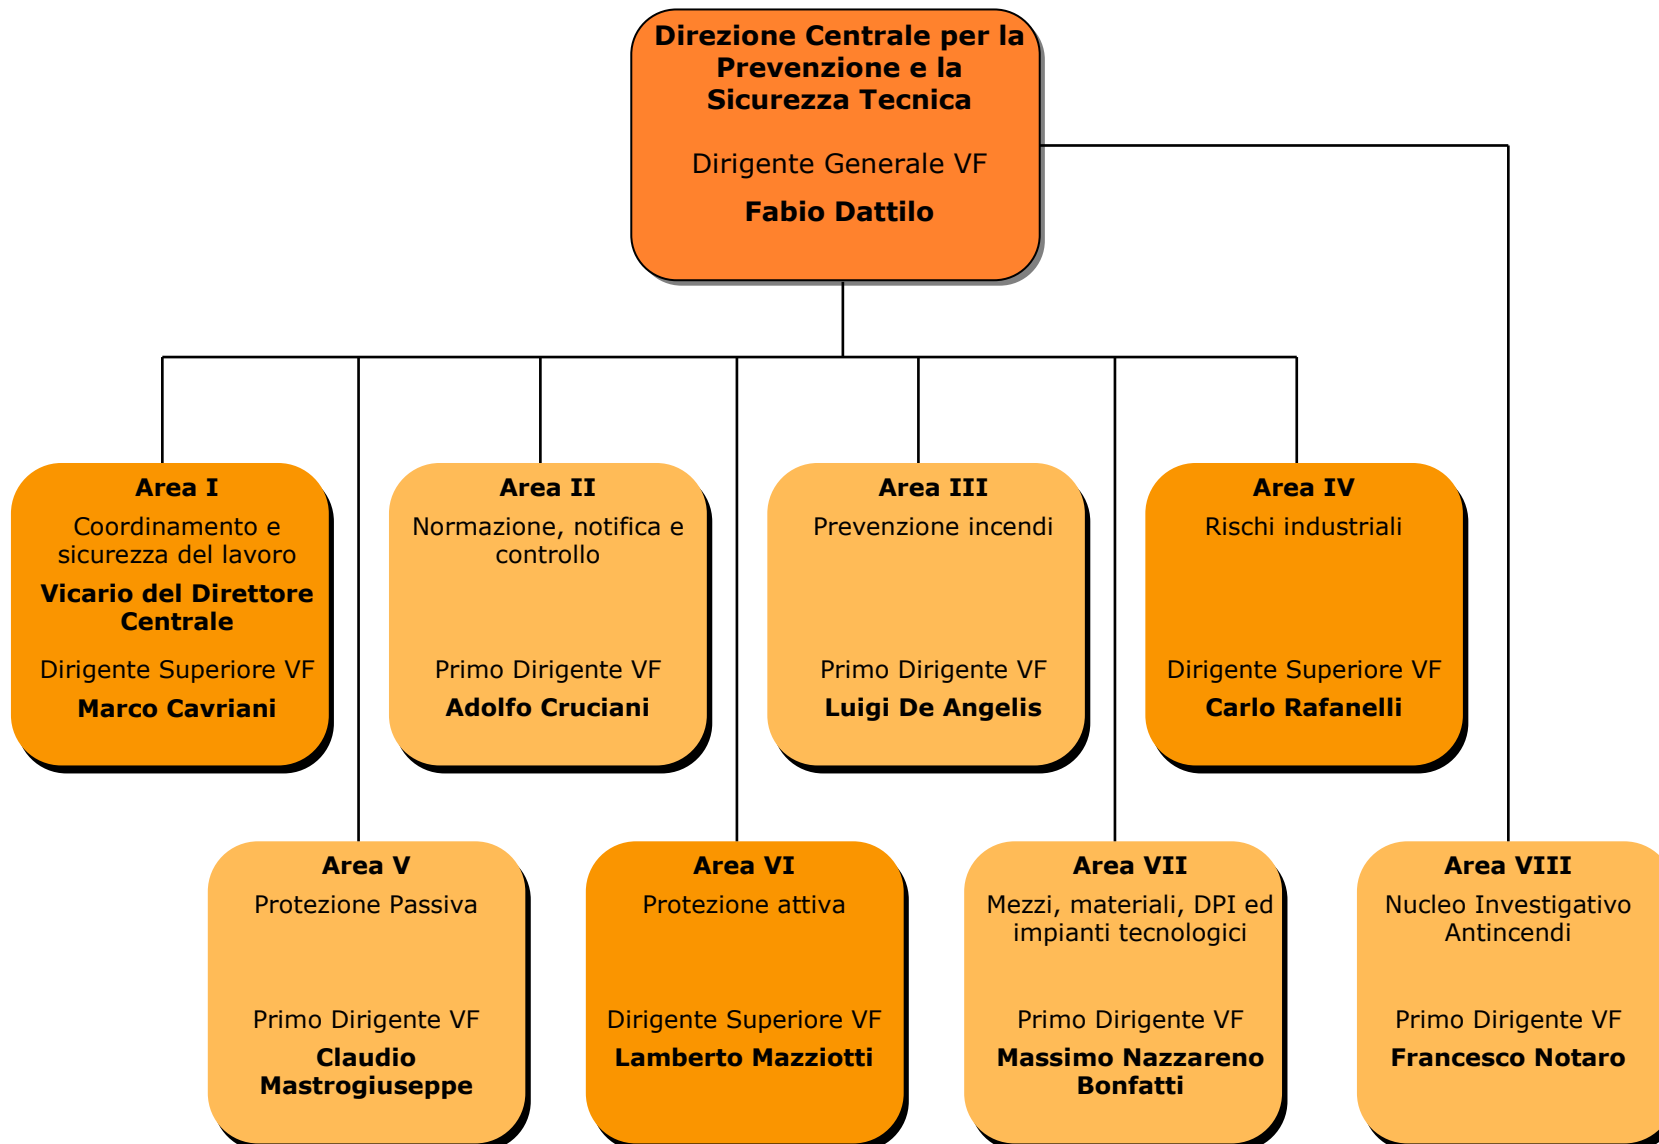 Direzione Centrale per la
Prevenzione e la
Sicurezza Tecnica
Dirigente Generale VF
Fabio Dattilo
Area I
Coordinamento e
sicurezza del lavoro
Vicario del Direttore
Centrale
Dirigente Superiore VF
Marco Cavriani
Area II
Normazione, notifica e
controllo
Primo Dirigente VF
Adolfo Cruciani
Area III
Prevenzione incendi
Primo Dirigente VF
Luigi De Angelis
Area IV
Rischi industriali
Dirigente Superiore VF
Carlo Rafanelli
Area V
Protezione Passiva
Primo Dirigente VF
Claudio
Mastrogiuseppe
Area VI
Protezione attiva
Dirigente Superiore VF
Lamberto Mazziotti
Area VII
Mezzi, materiali, DPI ed
impianti tecnologici
Primo Dirigente VF
Massimo Nazzareno
Bonfatti
Area VIII
Nucleo Investigativo
Antincendi
Primo Dirigente VF
Francesco Notaro